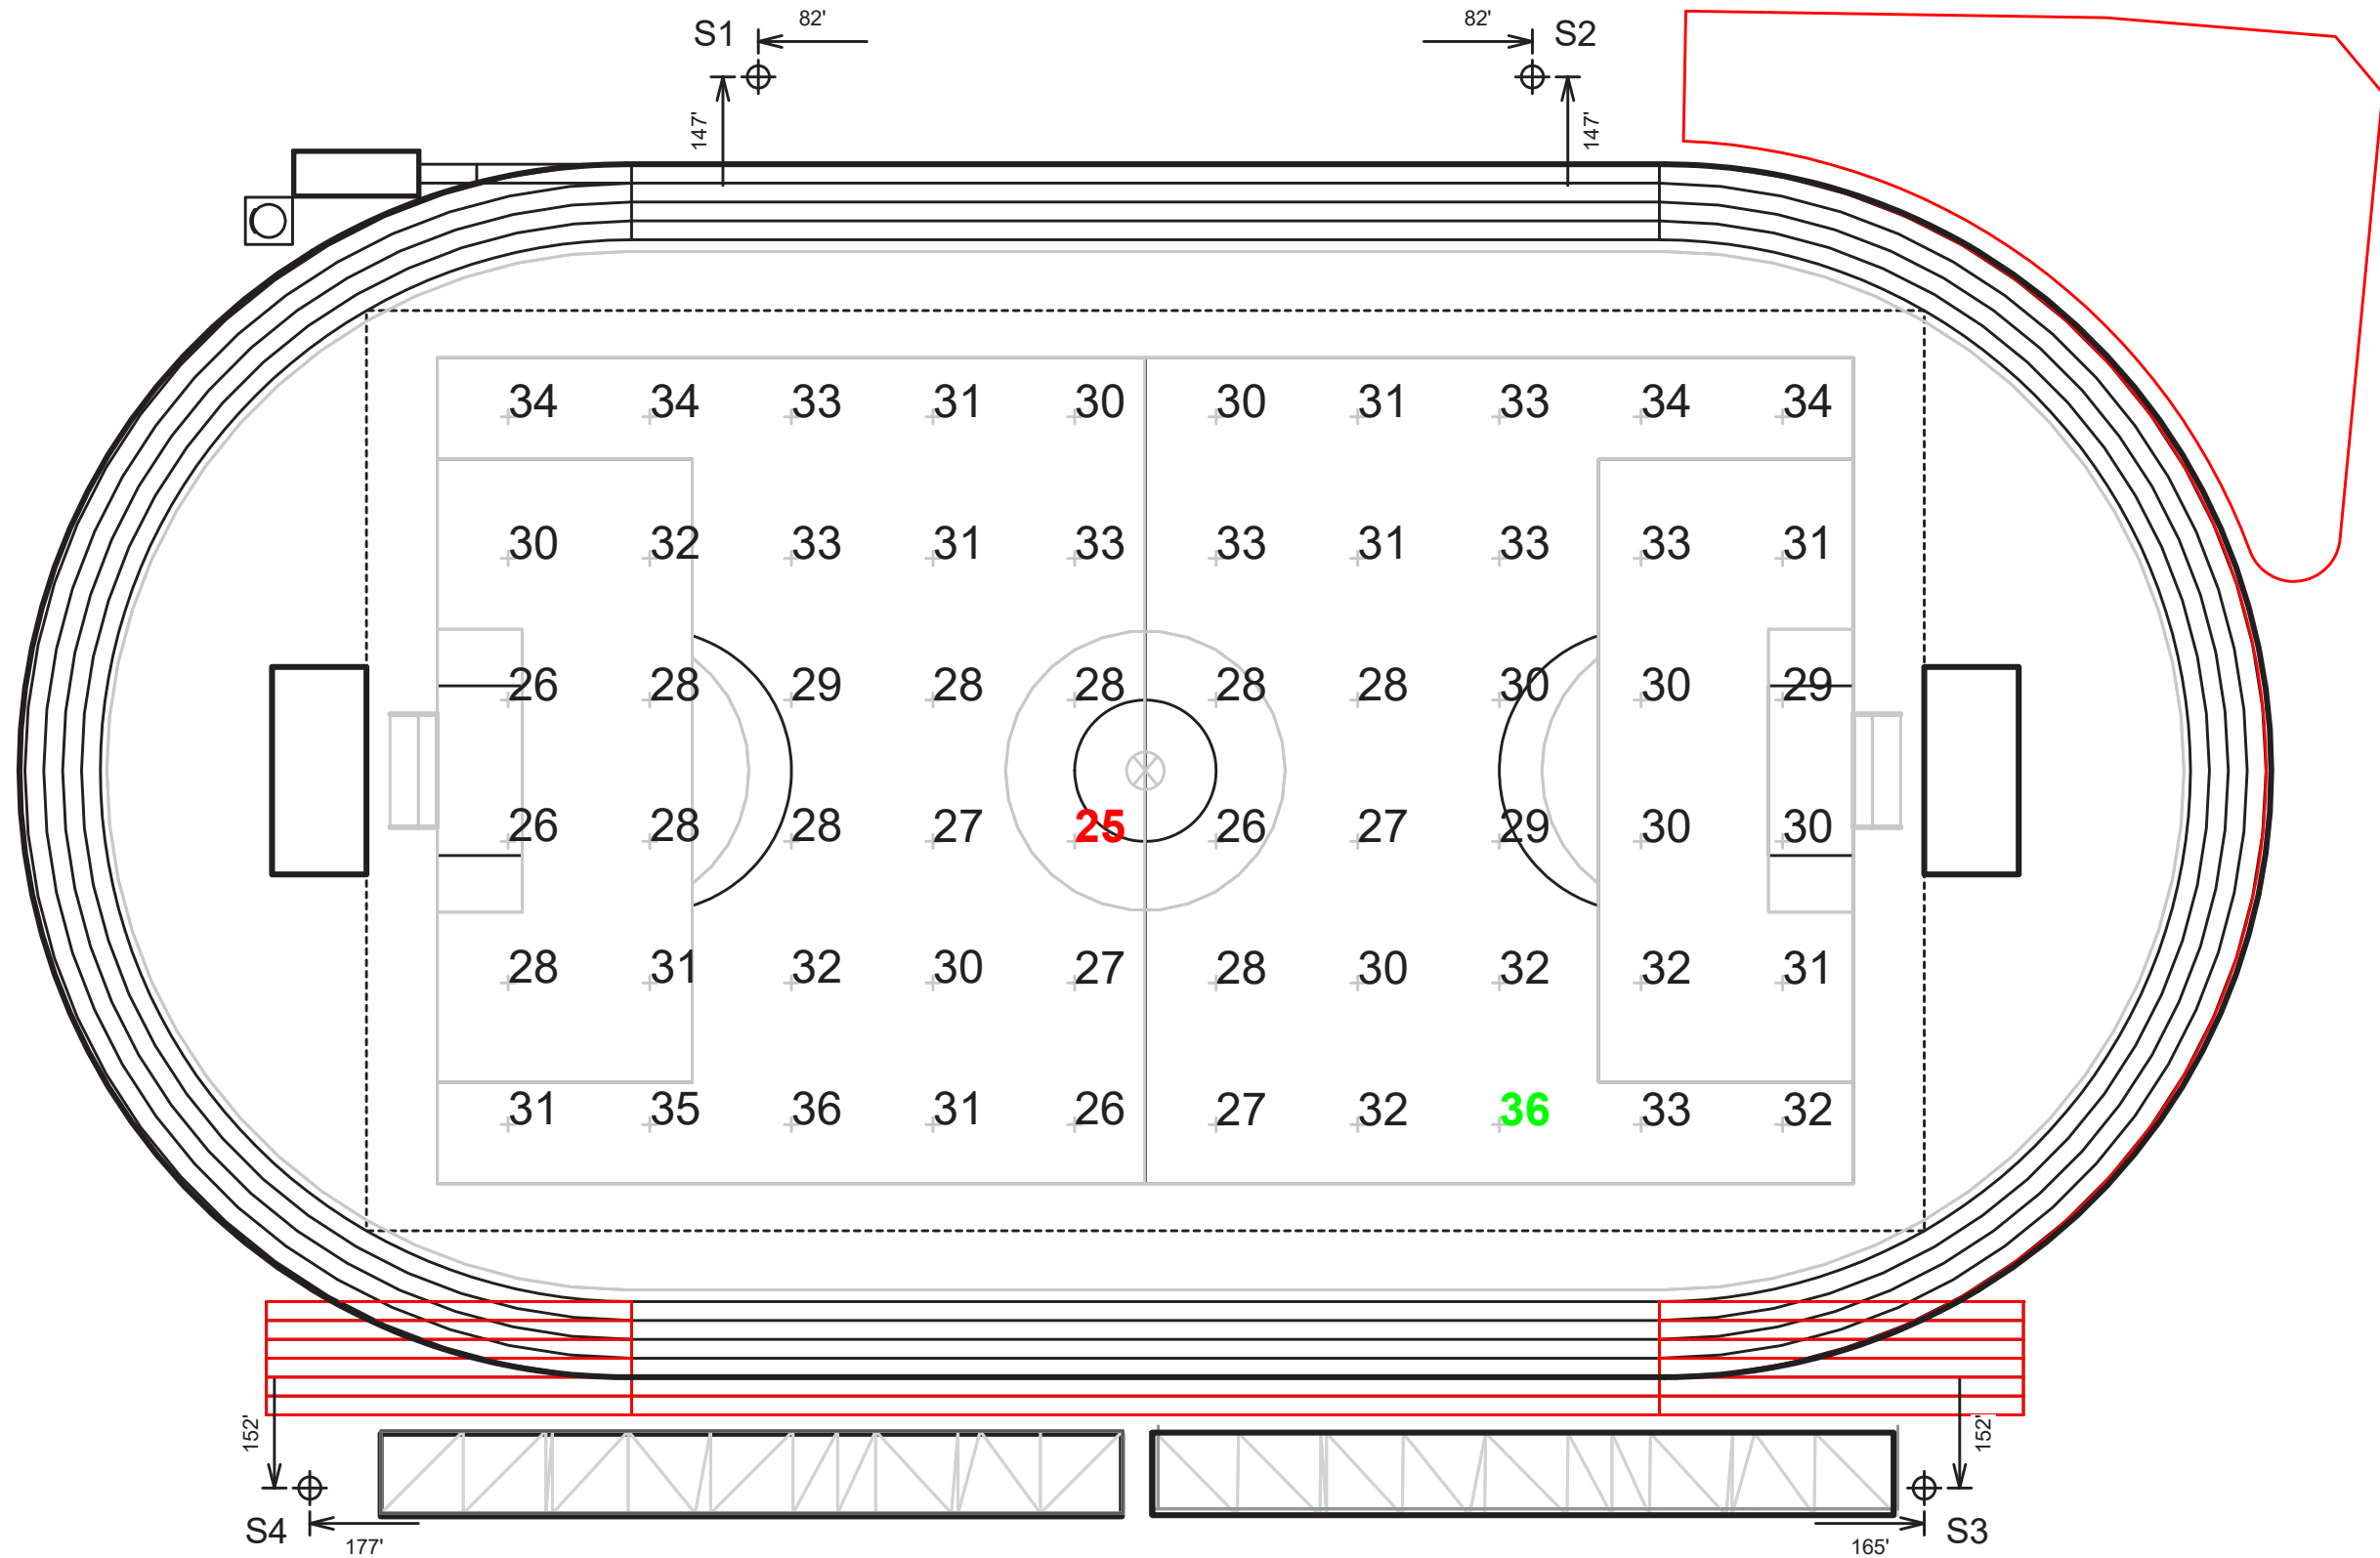 S1 82' 82' S2
147' 147'
34 34 33 31 30 30 31 33 34 34
30 32 33 31 33 33 31 33 33 31
26 28 29 28 28 28 28 30 30 29
26 28 28 27 25 26 27 29 30 30
28 31 32 30 27 28 30 32 32 31
31 35 36 31 26 27 32 36 33 32
152' 152'
S4 177' 165' S3